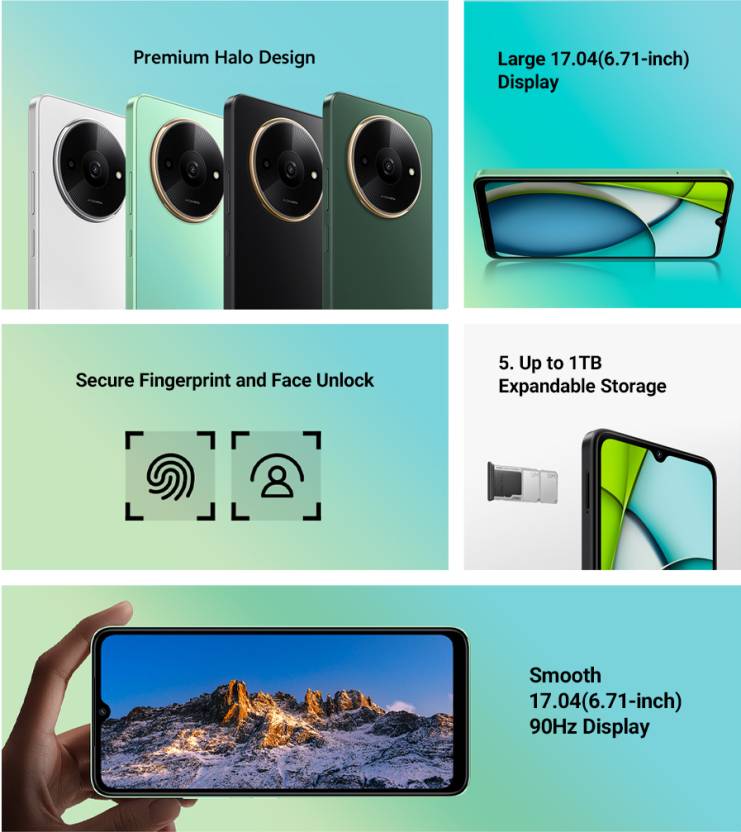 Premium Halo Design
Large 17.04(6.71-inch)
Display
Secure Fingerprint and Face Unlock
5. Up to 1TB
Expandable Storage
Smooth
17.04(6.71-inch)
90Hz Display